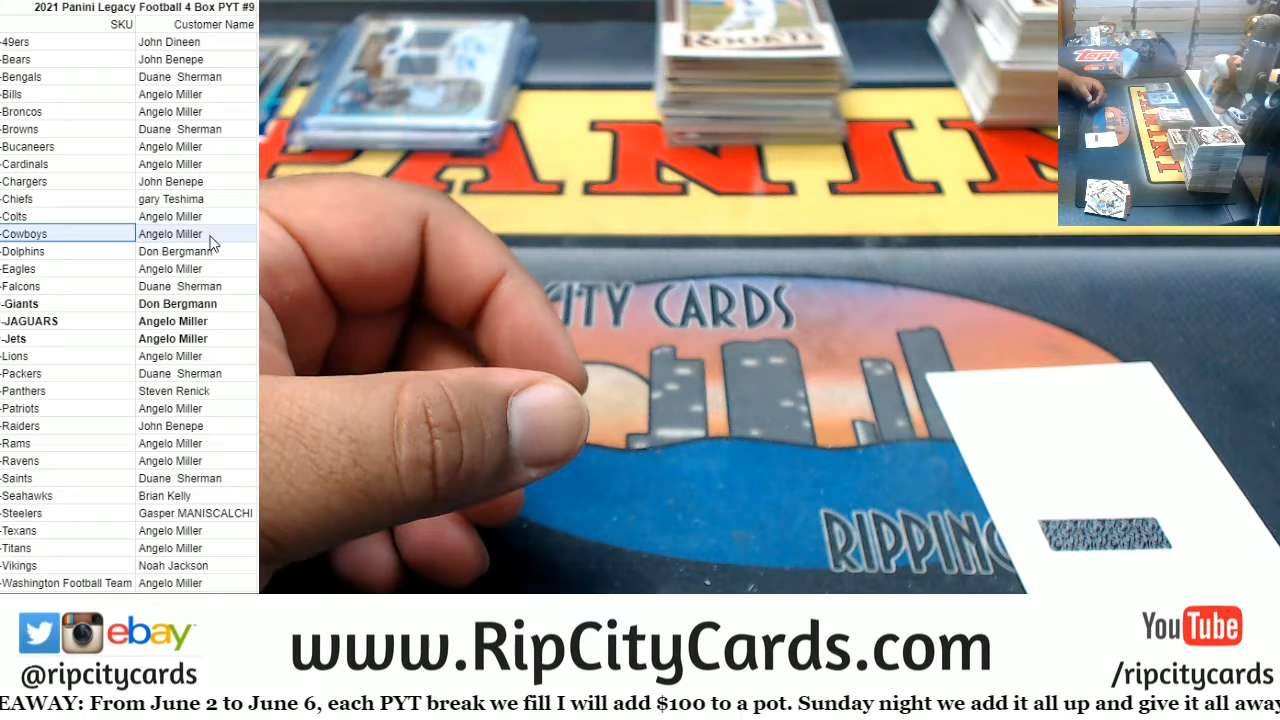 2021 Panini Legacy Football 4 Box PYT #9
SKU Customer Name
-49ers John Dineen
-Bears John Benepe
-Bengals Duane Sherman
-Bills Angelo Miller
-Broncos Angelo Miller
-Browns Duane Sherman
-Bucaneers Angelo Miller
-Cardinals Angelo Miller
-Chargers John Benepe
-Chiefs gary Teshima
-Colts Angelo Miller
-Cowboys Angelo Miller
-Dolphins Don Bergmann
-Eagles Angelo Miller
-Falcons Duane Sherman
-Giants Don Bergmann
-JAGUARS Angelo Miller
-Jets Angelo Miller
-Lions Angelo Miller
-Packers Duane Sherman
-Panthers Steven Renick
-Patriots Angelo Miller
-Raiders John Benepe
-Rams Angelo Miller
-Ravens Angelo Miller
-Saints Duane Sherman
-Seahawks Brian Kelly
-Steelers Gasper MANISCALCHI
-Texans Angelo Miller
-Titans Angelo Miller
-Vikings Noah Jackson
-Washington Football Team Angelo Miller
ROOKIE
PANINI
CITY CARDS
RIPPING
Topps
PANINI
ebay
@ripcitycards
www.RipCityCards.com
YouTube
/ripcitycards
EAWAY: From June 2 to June 6, each PYT break we fill I will add $100 to a pot. Sunday night we add it all up and give it all away